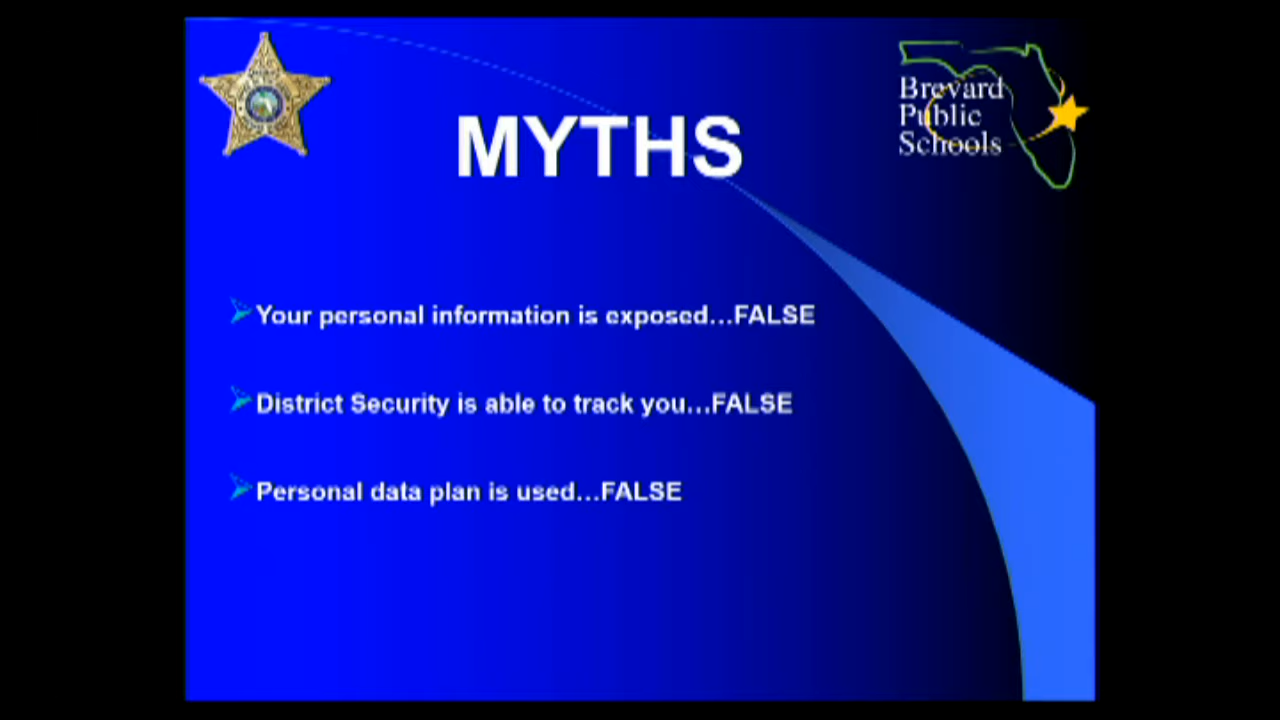 MYTHS
Brevard
Public
Schools
Your personal information is exposed...FALSE
District Security is able to track you...FALSE
Personal data plan is used...FALSE